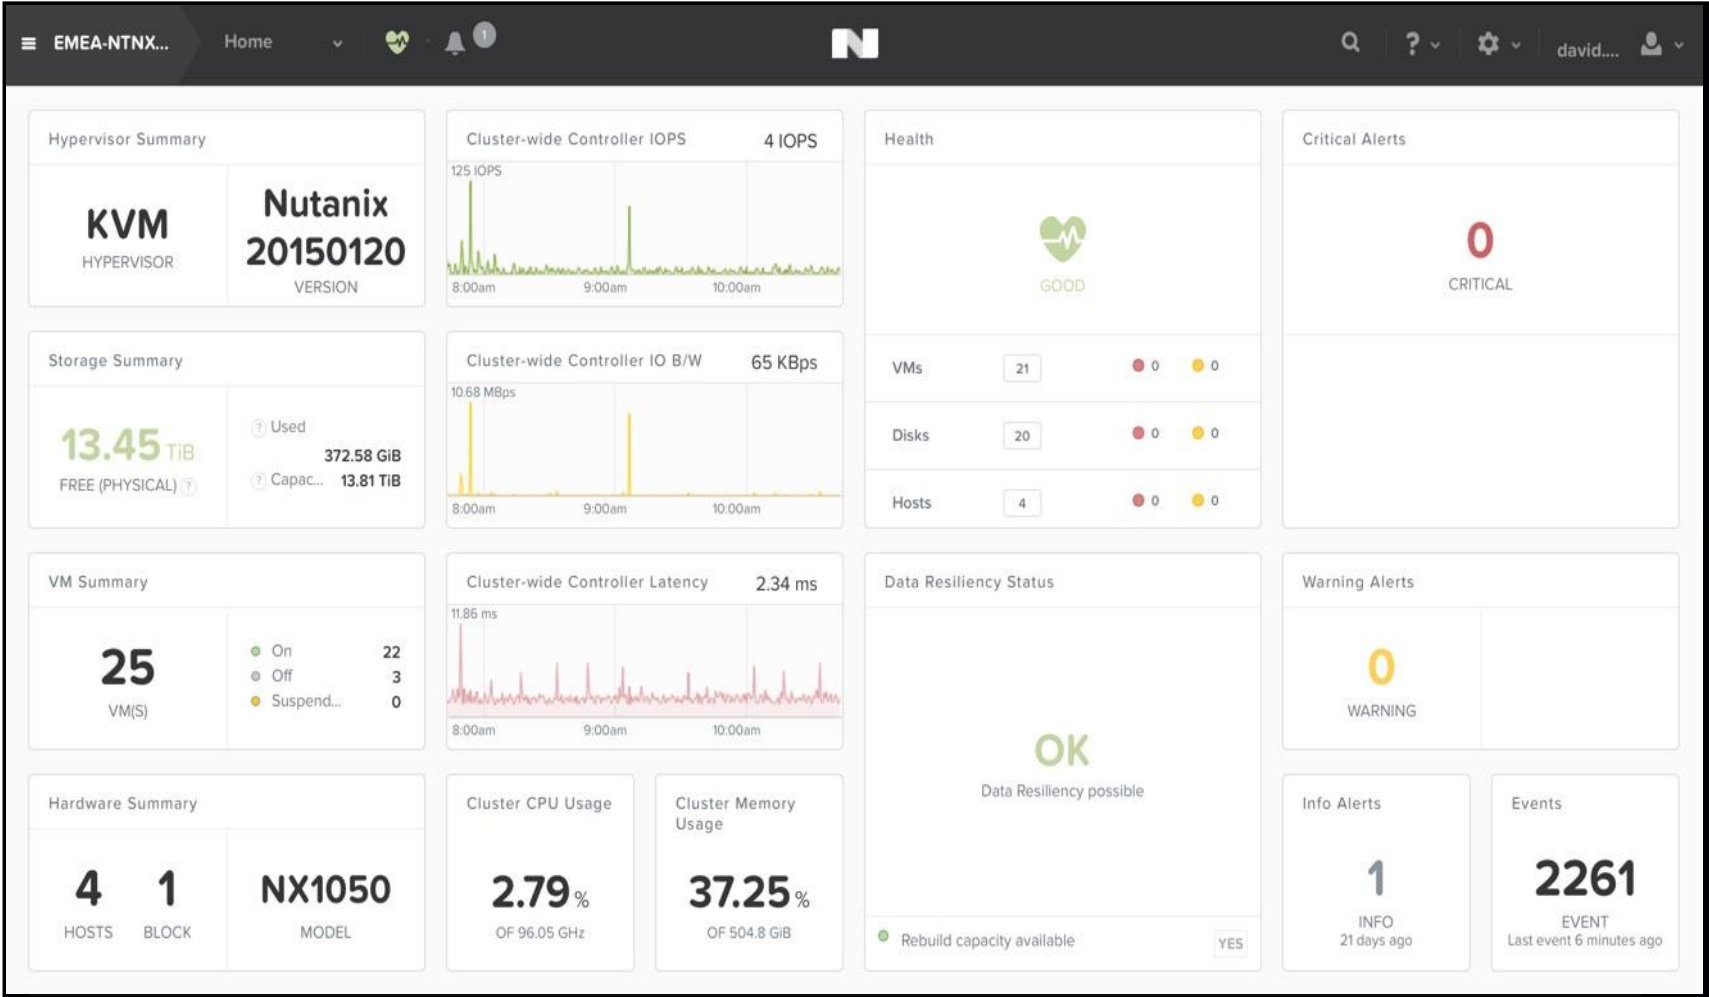 EMEA-NTNX...
Home
1
N
?
david....
Hypervisor Summary
KVM
HYPERVISOR
Nutanix
20150120
VERSION
Cluster-wide Controller IOPS
4 IOPS
125 IOPS
8:00am 9:00am 10:00am
Health
GOOD
VMs 21 0 0
Disks 20 0 0
Hosts 4 0 0
Critical Alerts
0
CRITICAL
Storage Summary
13.45 TiB
FREE (PHYSICAL) ?
? Used
372.58 GiB
? Capac... 13.81 TiB
Cluster-wide Controller IO B/W
65 KBps
10.68 MBps
8:00am 9:00am 10:00am
VM Summary
25
VM(S)
On 22
Off 3
Suspend... 0
Cluster-wide Controller Latency
2.34 ms
11.86 ms
8:00am 9:00am 10:00am
Data Resiliency Status
OK
Data Resiliency possible
Rebuild capacity available YES
Warning Alerts
0
WARNING
Hardware Summary
4
HOSTS
1
BLOCK
NX1050
MODEL
Cluster CPU Usage
2.79 %
OF 96.05 GHz
Cluster Memory
Usage
37.25 %
OF 504.8 GiB
Info Alerts
1
INFO
21 days ago
Events
2261
EVENT
Last event 6 minutes ago